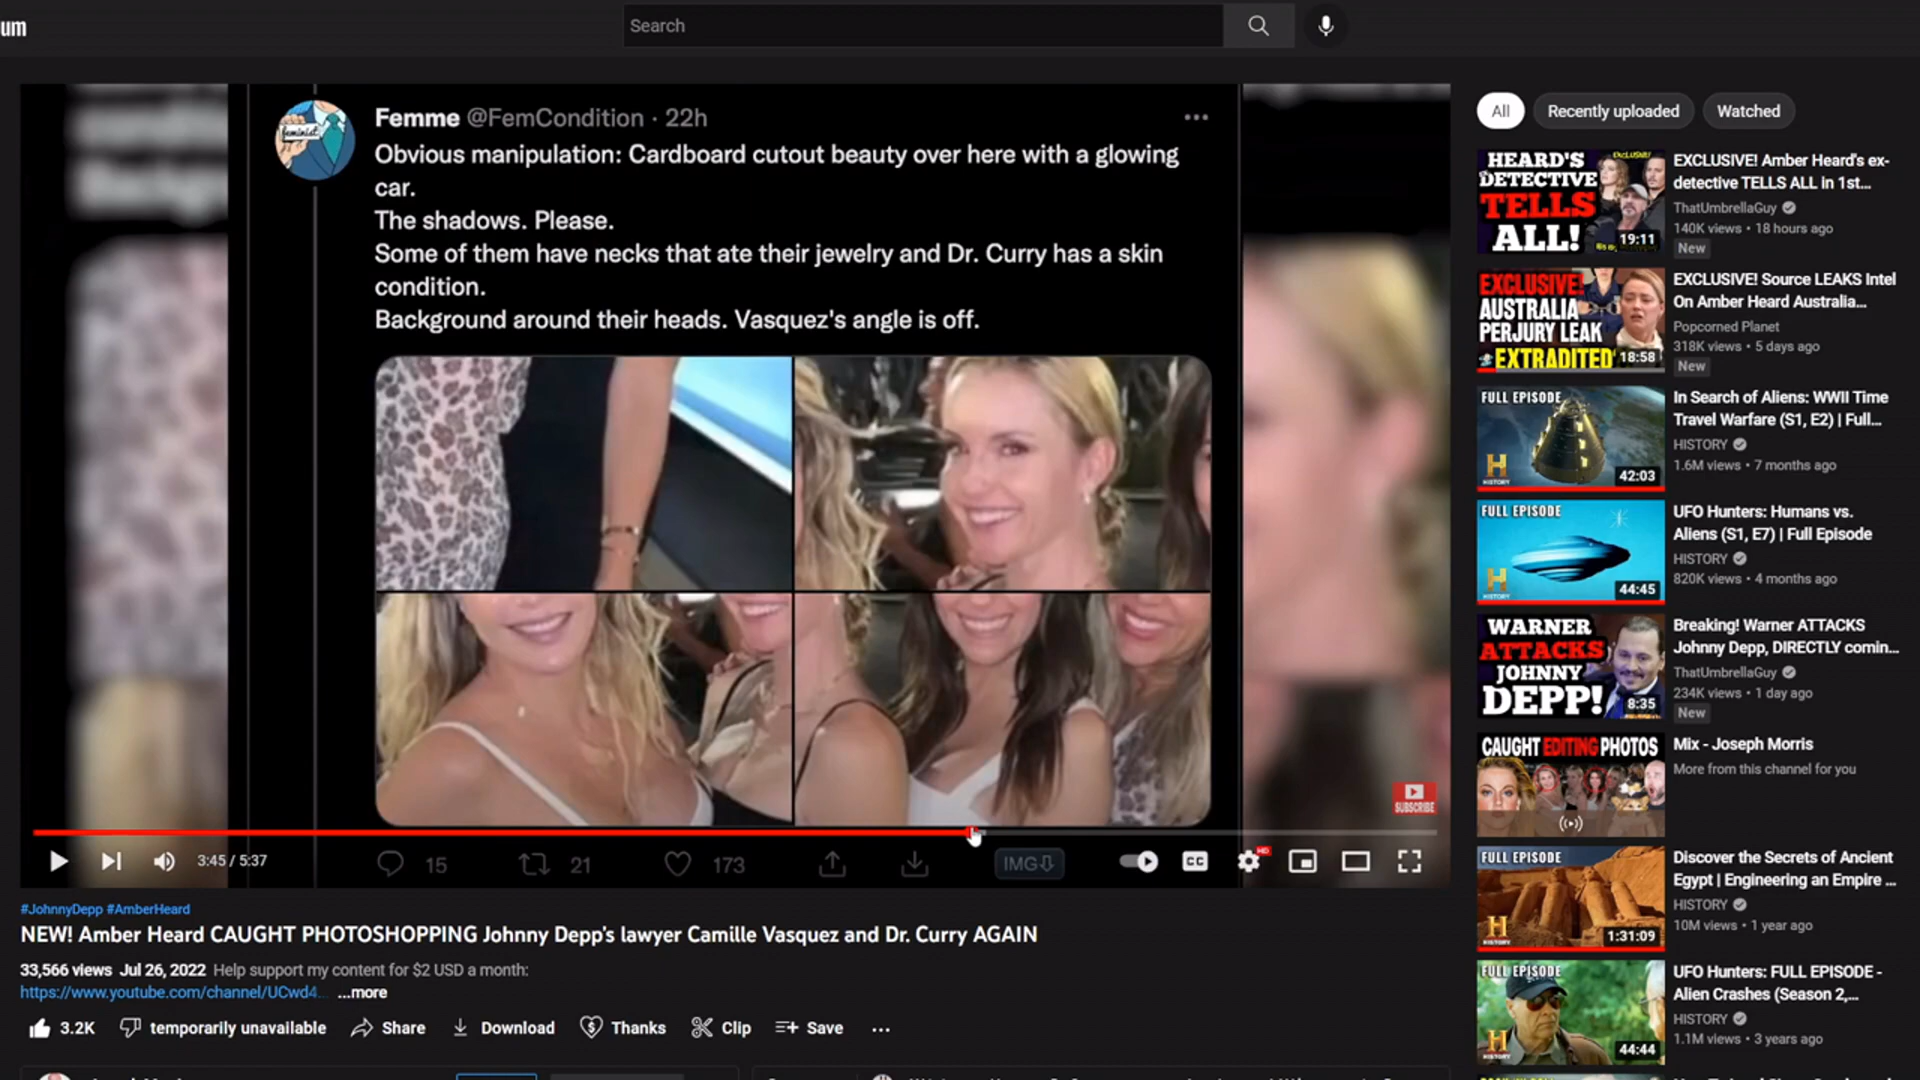 um
Search
Femme @FemCondition · 22h
Obvious manipulation: Cardboard cutout beauty over here with a glowing
car.
The shadows. Please.
Some of them have necks that ate their jewelry and Dr. Curry has a skin
condition.
Background around their heads. Vasquez's angle is off.
feminist
SUBSCRIBE
3:45 / 5:37
15
21
173
IMG
CC
HD
#JohnnyDepp #AmberHeard
NEW! Amber Heard CAUGHT PHOTOSHOPPING Johnny Depp's lawyer Camille Vasquez and Dr. Curry AGAIN
33,566 views Jul 26, 2022 Help support my content for $2 USD a month:
https://www.youtube.com/channel/UCwd4... ...more
3.2K
temporarily unavailable
Share
Download
Thanks
Clip
Save
All
Recently uploaded
Watched
HEARD'S
DETECTIVE
TELLS
ALL!
EXCLUSIVE!
19:11
EXCLUSIVE! Amber Heard's ex-
detective TELLS ALL in 1st...
ThatUmbrellaGuy
140K views • 18 hours ago
New
EXCLUSIVE!
AUSTRALIA
PERJURY LEAK
EXTRADITED
18:58
EXCLUSIVE! Source LEAKS Intel
On Amber Heard Australia...
Popcorned Planet
318K views • 5 days ago
New
FULL EPISODE
H
HISTORY
42:03
In Search of Aliens: WWII Time
Travel Warfare (S1, E2) | Full...
HISTORY
1.6M views • 7 months ago
FULL EPISODE
H
HISTORY
44:45
UFO Hunters: Humans vs.
Aliens (S1, E7) | Full Episode
HISTORY
820K views • 4 months ago
WARNER
ATTACKS
JOHNNY
DEPP!
8:35
Breaking! Warner ATTACKS
Johnny Depp, DIRECTLY comin...
ThatUmbrellaGuy
234K views • 1 day ago
New
CAUGHT EDITING PHOTOS
Mix - Joseph Morris
More from this channel for you
FULL EPISODE
H
HISTORY
1:31:09
Discover the Secrets of Ancient
Egypt | Engineering an Empire ...
HISTORY
10M views • 1 year ago
FULL EPISODE
H
HISTORY
44:44
UFO Hunters: FULL EPISODE -
Alien Crashes (Season 2,...
HISTORY
1.1M views • 3 years ago